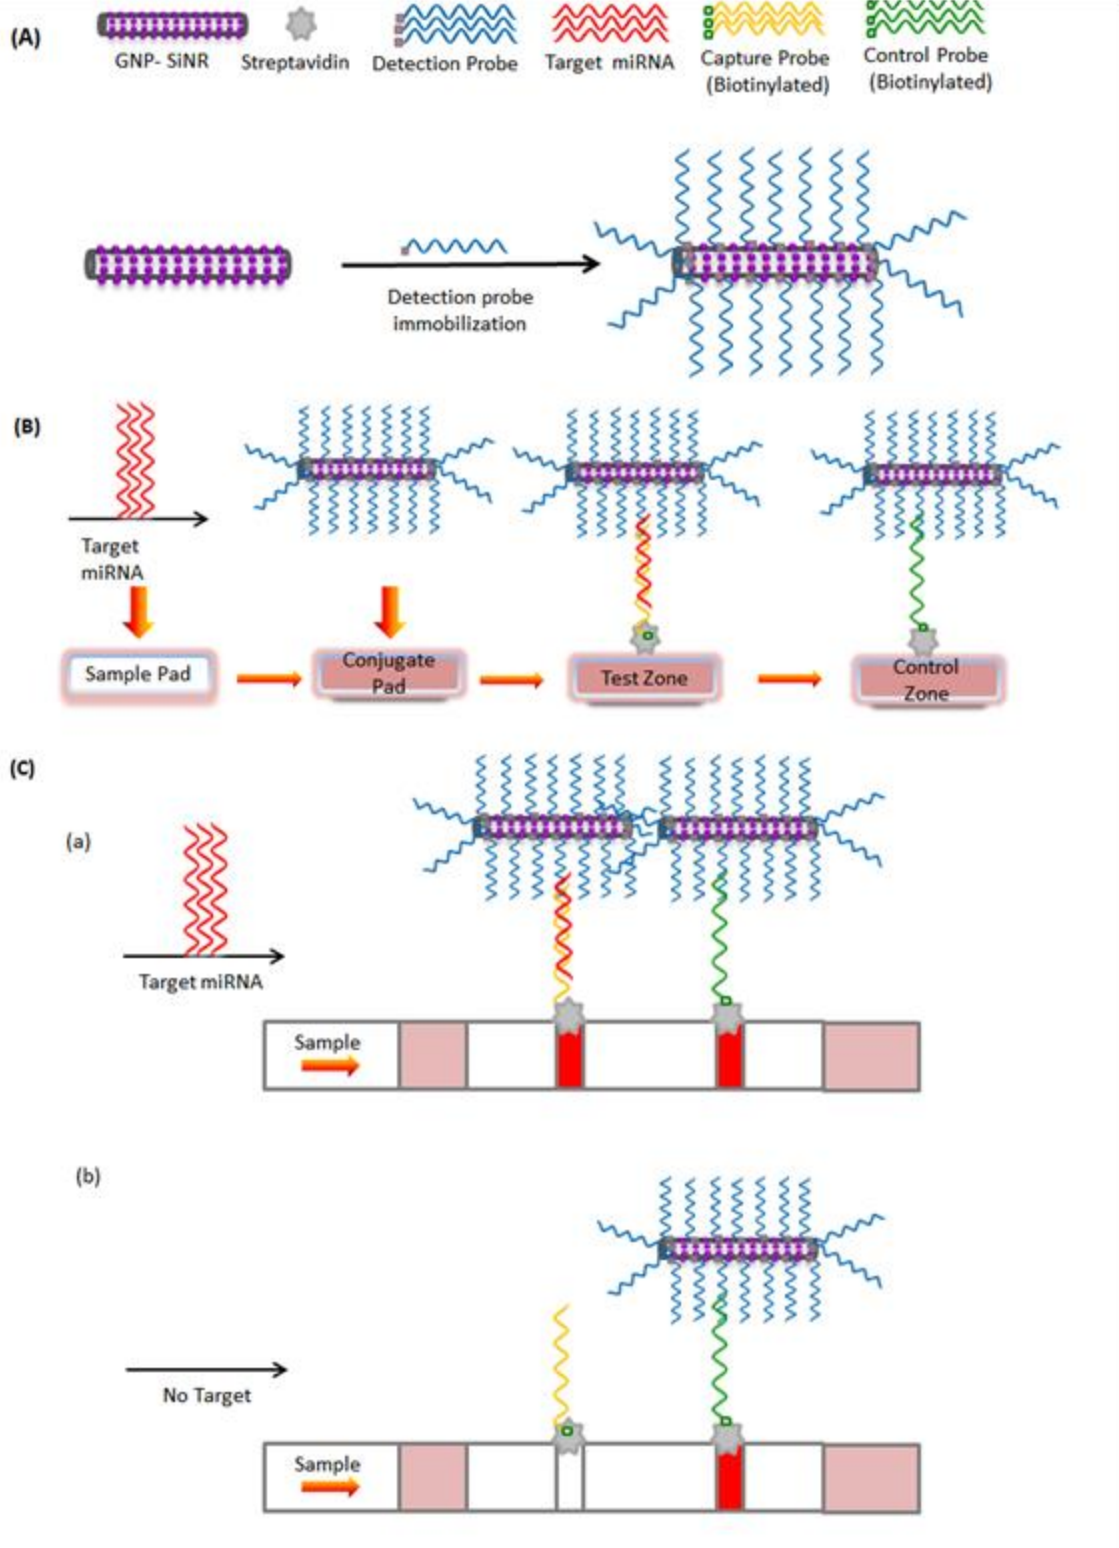 (A)
GNP- SiNR
Streptavidin
Detection Probe
Target miRNA
Capture Probe
(Biotinylated)
Control Probe
(Biotinylated)
Detection probe
immobilization
(B)
Target
miRNA
Sample Pad
Conjugate
Pad
Test Zone
Control
Zone
(C)
(a)
Target miRNA
Sample
(b)
No Target
Sample